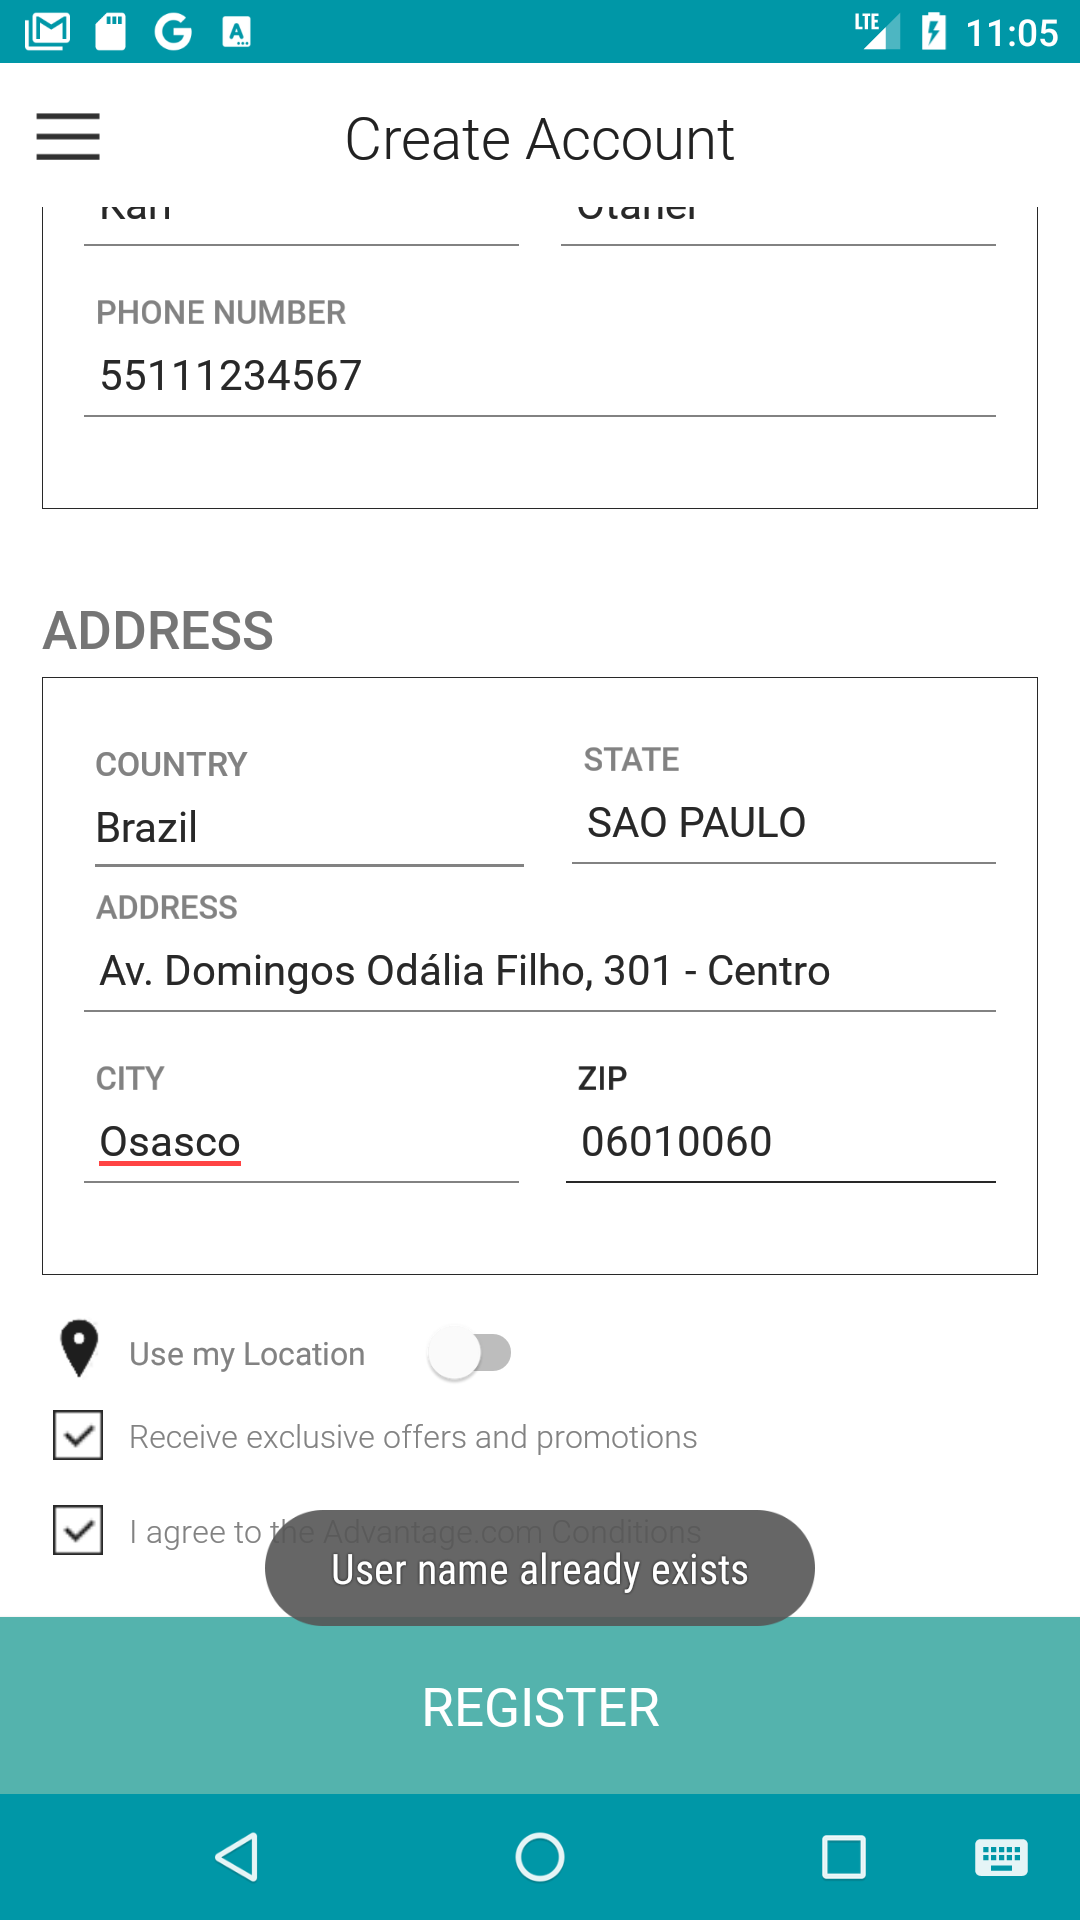 LTE 11:05
Create Account
PHONE NUMBER
55111234567
ADDRESS
COUNTRY STATE
Brazil SAO PAULO
ADDRESS
Av. Domingos Odália Filho, 301 - Centro
CITY ZIP
Osasco 06010060
Use my Location
Receive exclusive offers and promotions
I agree to the Advantage.com Conditions
User name already exists
REGISTER